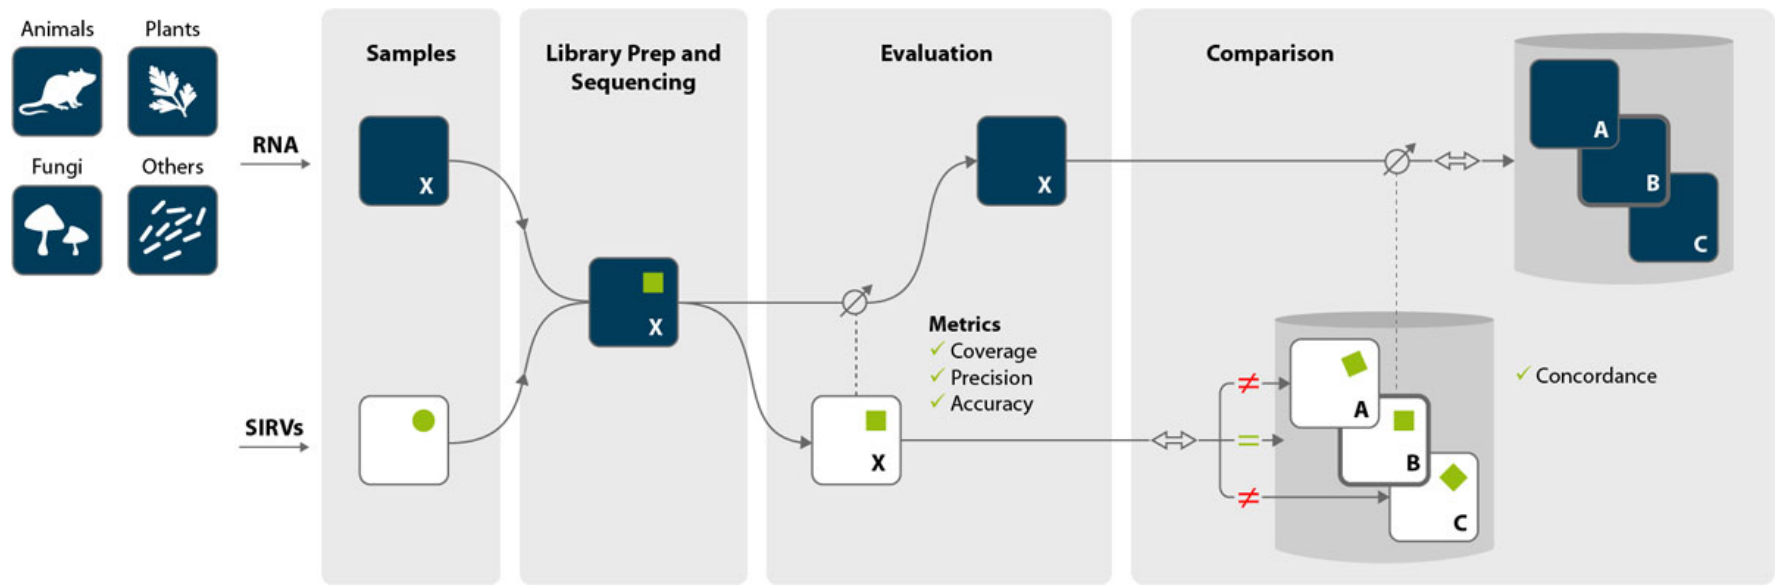 Animals
Plants
Fungi
Others
RNA
SIRVs
Samples
X
Library Prep and
Sequencing
X
Evaluation
X
Metrics
✓ Coverage
✓ Precision
✓ Accuracy
X
Comparison
A
B
C
≠
=
≠
A
B
C
✓ Concordance